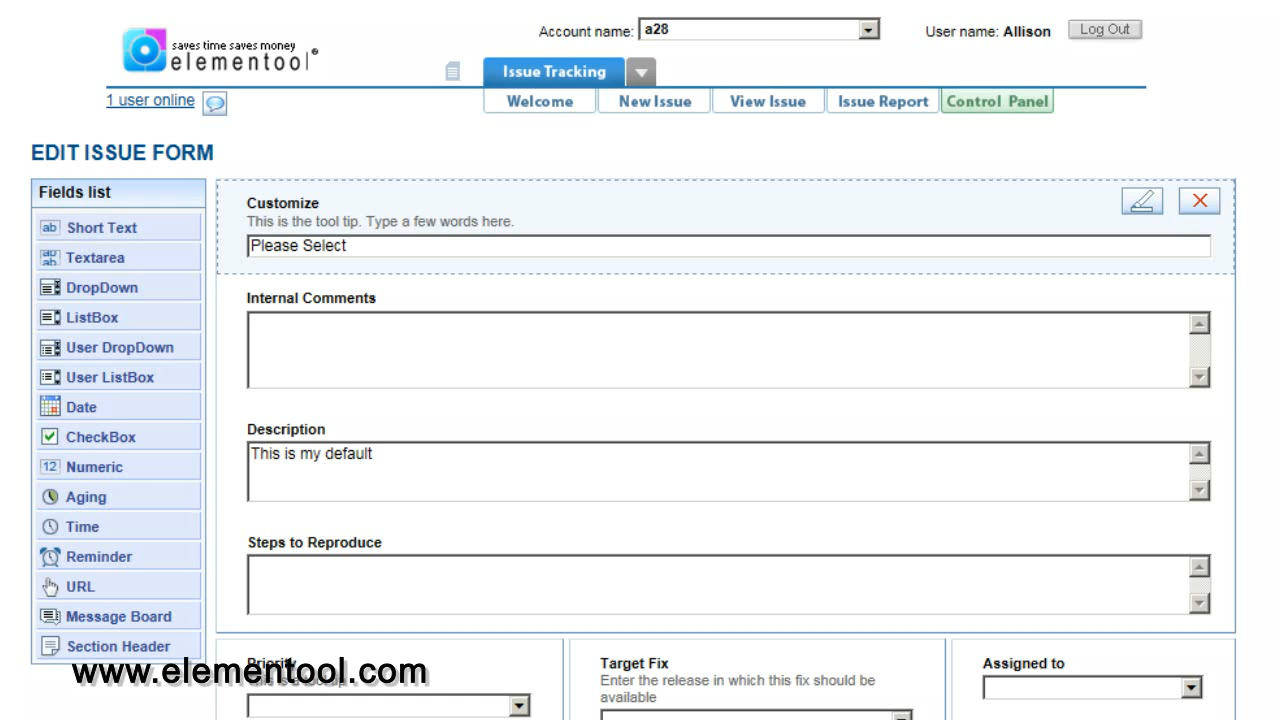 Account name: a28
User name: Allison
Log Out
saves time saves money
elementool®
Issue Tracking
1 user online
Welcome
New Issue
View Issue
Issue Report
Control Panel
EDIT ISSUE FORM
Fields list
ab Short Text
Textarea
DropDown
ListBox
User DropDown
User ListBox
Date
CheckBox
12 Numeric
Aging
Time
Reminder
URL
Message Board
Section Header
Customize
This is the tool tip. Type a few words here.
Please Select
Internal Comments
Description
This is my default
Steps to Reproduce
Priority
Target Fix
Enter the release in which this fix should be
available
Assigned to
www.elementool.com